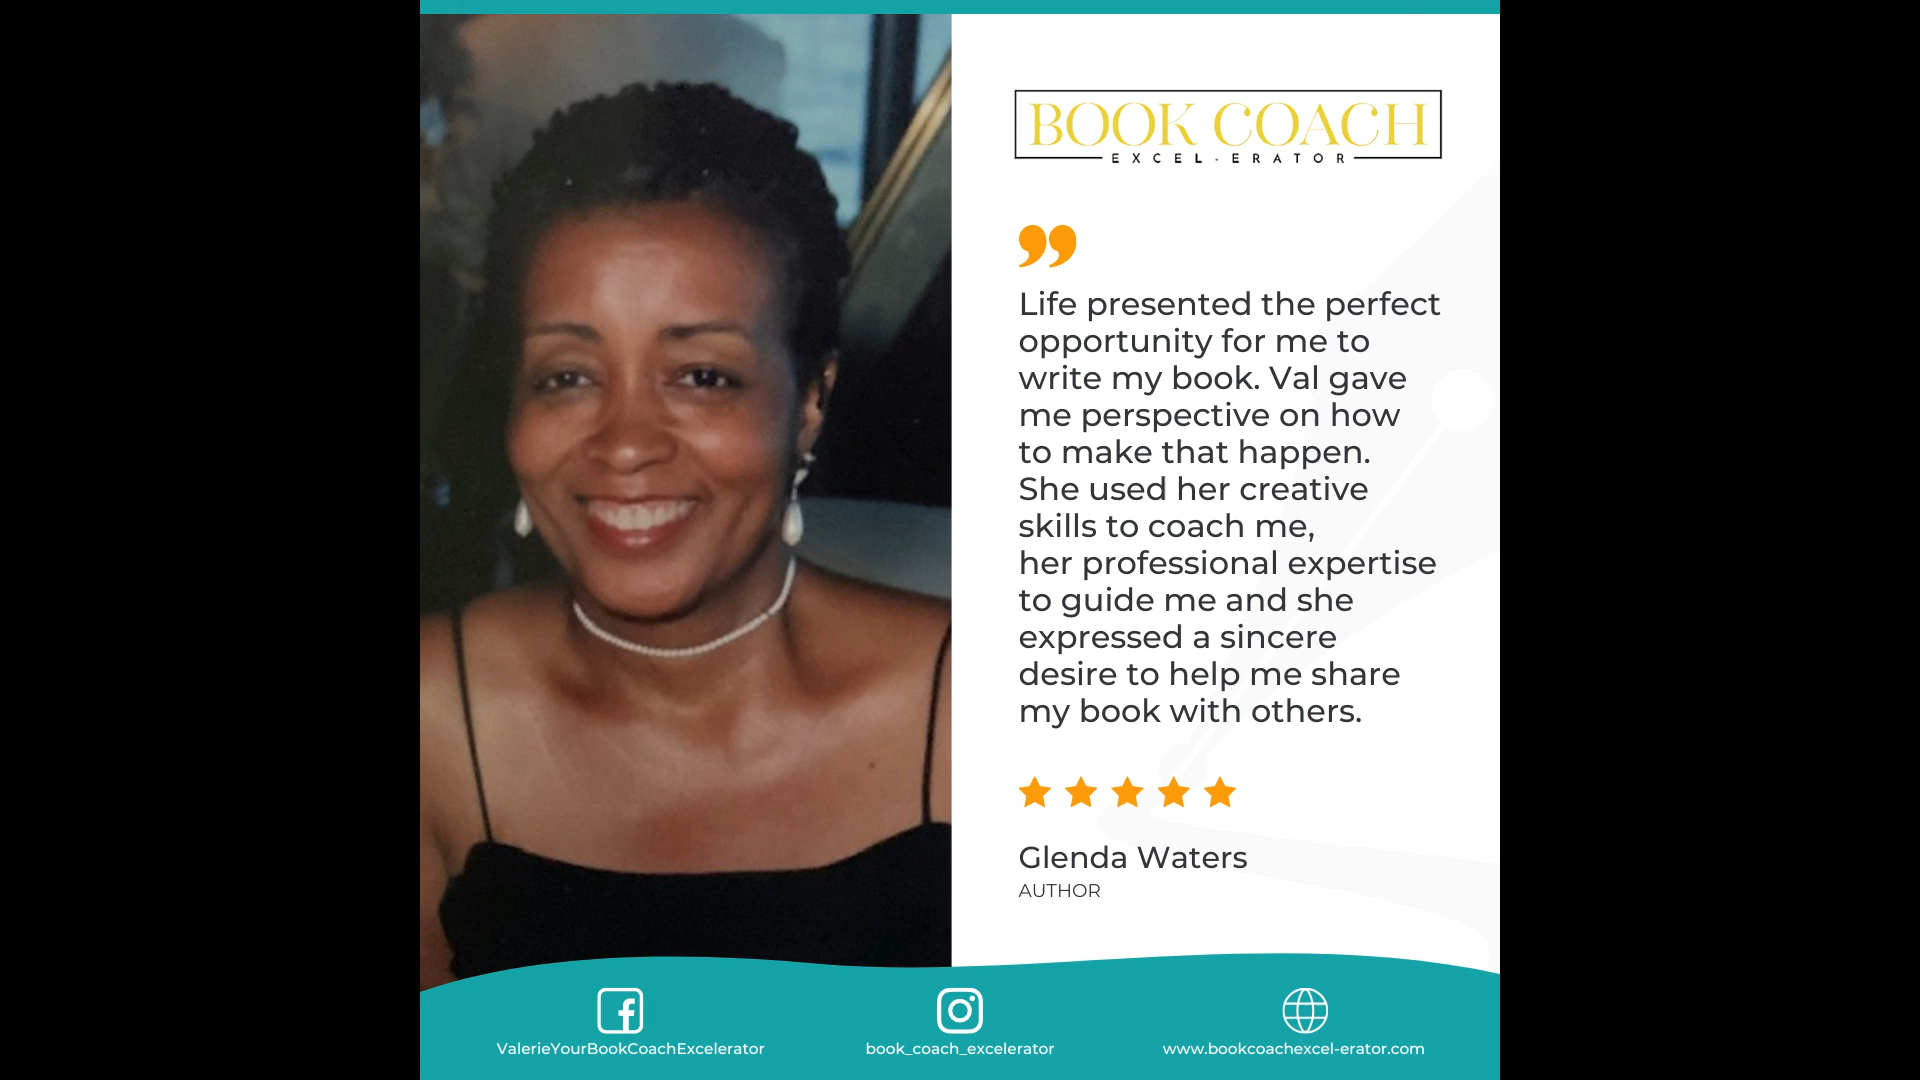 BOOK COACH
EXCEL-ERATOR
Life presented the perfect
opportunity for me to
write my book. Val gave
me perspective on how
to make that happen.
She used her creative
skills to coach me,
her professional expertise
to guide me and she
expressed a sincere
desire to help me share
my book with others.
Glenda Waters
AUTHOR
ValerieYourBookCoachExcelerator
book_coach_excelerator
www.bookcoachexcel-erator.com